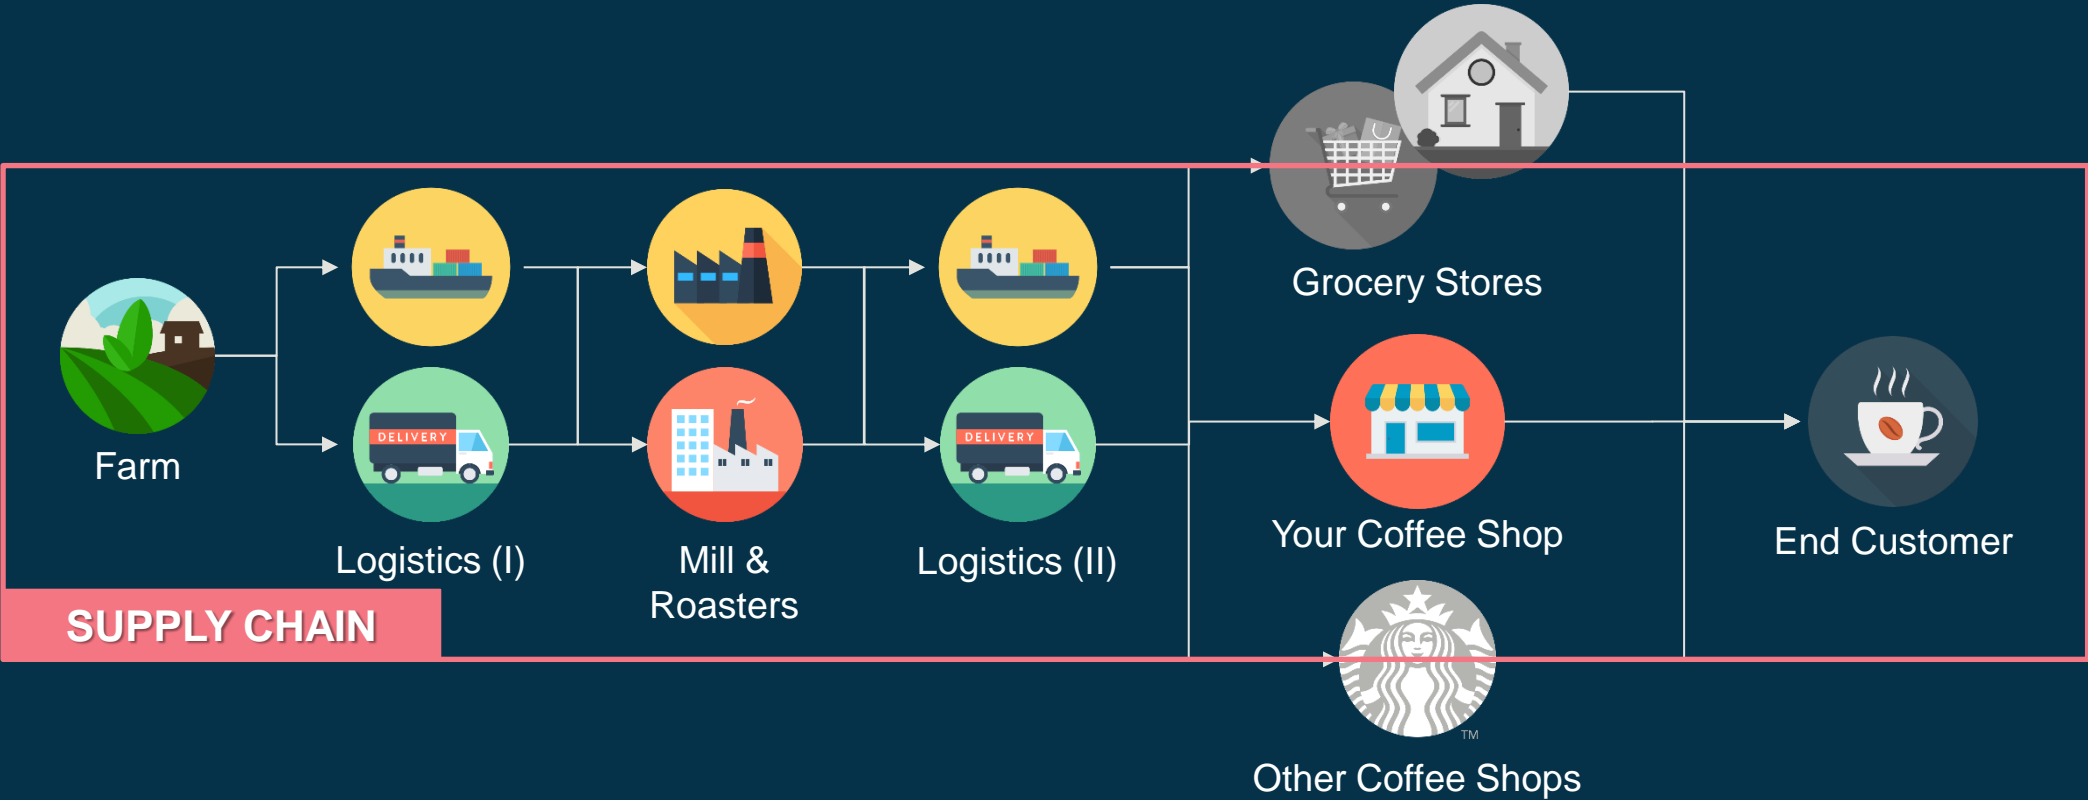 Grocery Stores
DELIVERY
DELIVERY
Farm
Logistics (I)
Mill &
Roasters
Logistics (II)
Your Coffee Shop
End Customer
SUPPLY CHAIN
TM
Other Coffee Shops